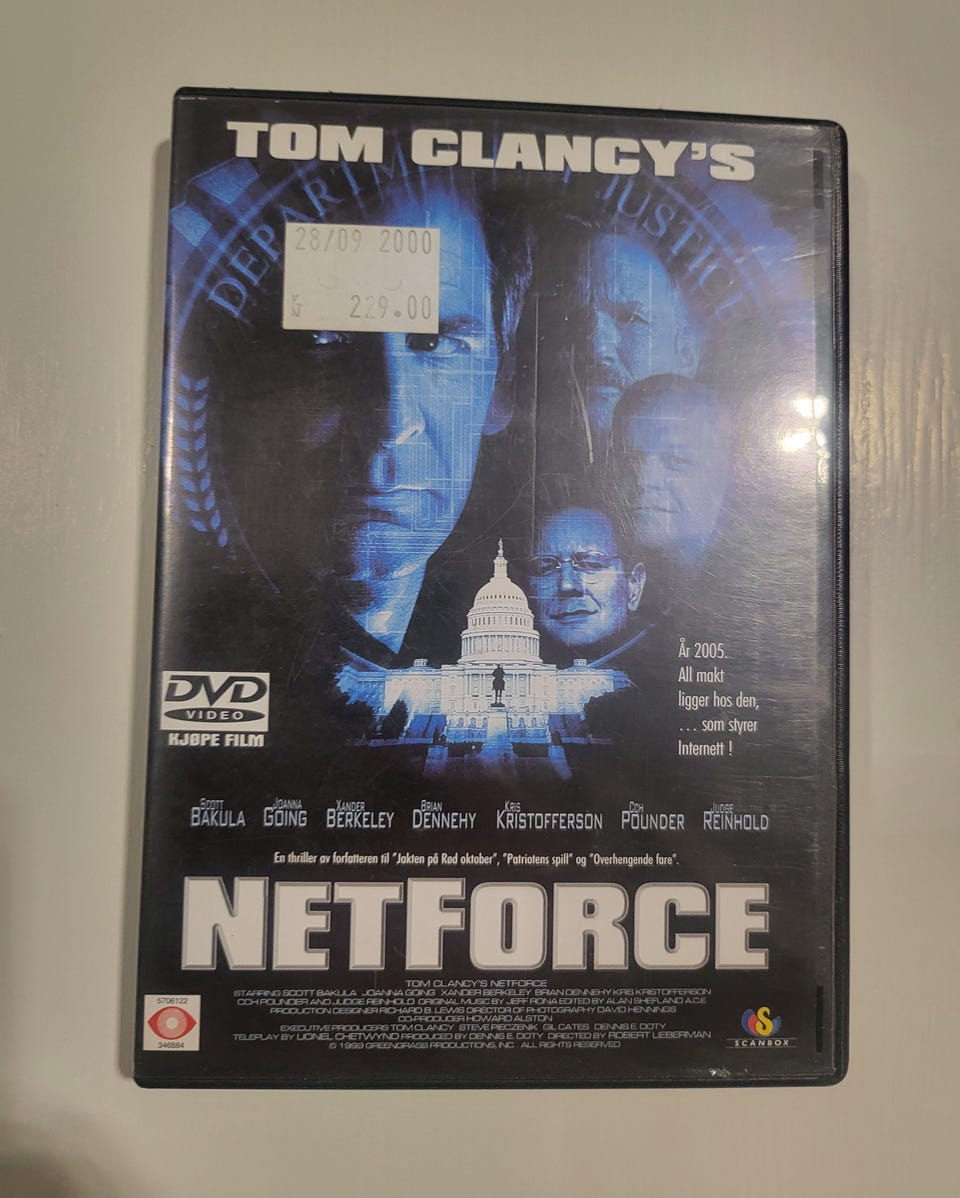 TOM CLANCY'S
DEPARTMENT JUSTICE
28/09 2000
229.00
År 2005.
All makt
ligger hos den,
... som styrer
Internett !
DVD
VIDEO
KJØPE FILM
SCOTT BAKULA JOANNA GOING XANDER BERKELEY BRIAN DENNEHY KRIS KRISTOFFERSON CCH POUNDER JUDGE REINHOLD
En thriller av forfatteren til "Jakten på Rød oktober", "Patriotens spill" og "Overhengende fare".
NETFORCE
TOM CLANCY'S NETFORCE
STARRING SCOTT BAKULA JOANNA GOING XANDER BERKELEY BRIAN DENNEHY KRIS KRISTOFFERSON
CCH POUNDER AND JUDGE REINHOLD ORIGINAL MUSIC BY JEFF RONA EDITED BY ALAN SHEFLAND A.C.E.
PRODUCTION DESIGNER RICHARD B. LEWIS DIRECTOR OF PHOTOGRAPHY DAVID HENNINGS
CO-PRODUCER HOWARD ALSTON
EXECUTIVE PRODUCERS TOM CLANCY STEVE PIECZENIK GIL CATES DENNIS E. DOTY
TELEPLAY BY LIONEL CHETWYND PRODUCED BY DENNIS E. DOTY DIRECTED BY ROBERT LIEBERMAN
© 1999 GREENGRASS PRODUCTIONS, INC. ALL RIGHTS RESERVED
5706122
346884
S
SCANBOX